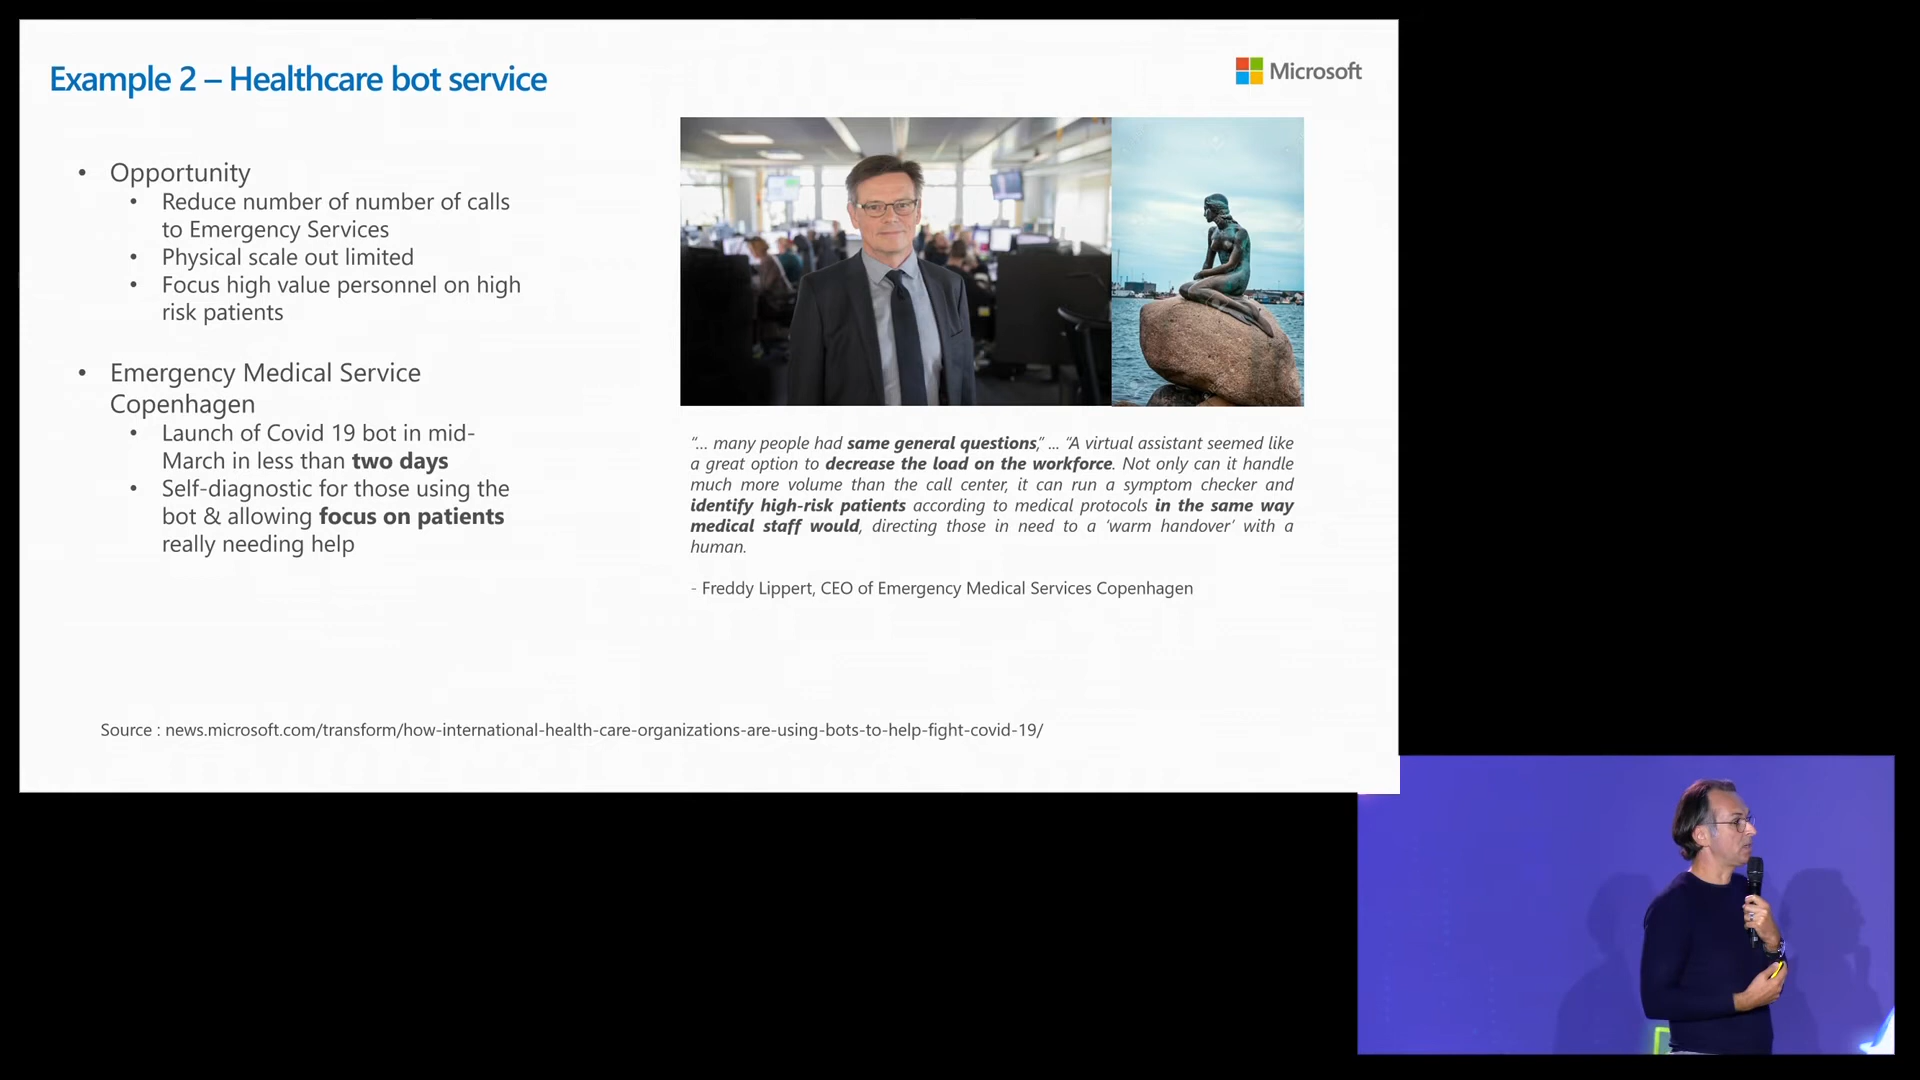 Example 2 – Healthcare bot service
Microsoft
• Opportunity
• Reduce number of number of calls
to Emergency Services
• Physical scale out limited
• Focus high value personnel on high
risk patients
• Emergency Medical Service
Copenhagen
• Launch of Covid 19 bot in mid-
March in less than two days
• Self-diagnostic for those using the
bot & allowing focus on patients
really needing help
“... many people had same general questions,” ... “A virtual assistant seemed like
a great option to decrease the load on the workforce. Not only can it handle
much more volume than the call center, it can run a symptom checker and
identify high-risk patients according to medical protocols in the same way
medical staff would, directing those in need to a ‘warm handover’ with a
human.
- Freddy Lippert, CEO of Emergency Medical Services Copenhagen
Source : news.microsoft.com/transform/how-international-health-care-organizations-are-using-bots-to-help-fight-covid-19/